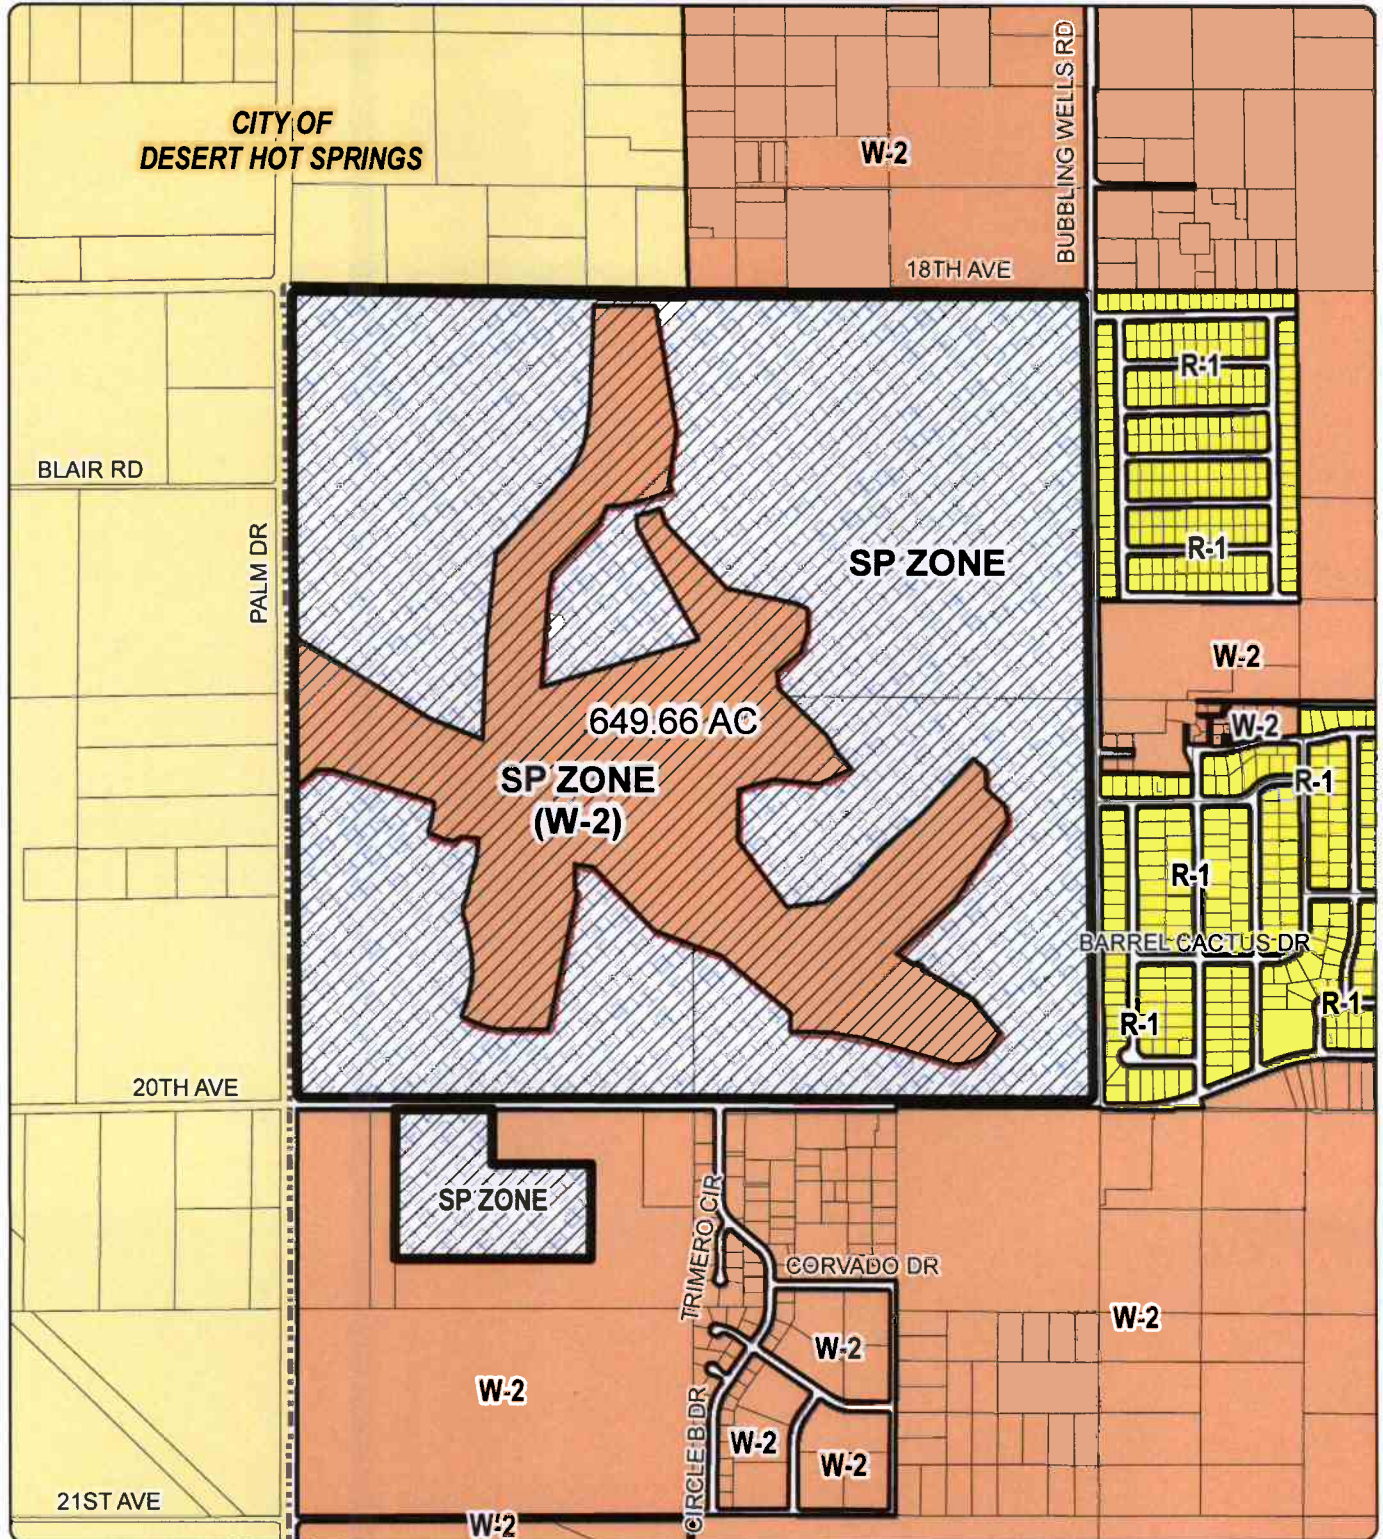 CITY OF
DESERT HOT SPRINGS
W-2
BUBBLING WELLS RD
18TH AVE
R-1
BLAIR RD
PALM DR
SP ZONE
R-1
W-2
649.66 AC
W-2
SP ZONE
(W-2)
R-1
R-1
BARREL CACTUS DR
R-1
R-1
20TH AVE
SP ZONE
TRIMERO CIR
CORVADO DR
W-2
W-2
W-2
CIRCLE B DR
W-2
W-2
21ST AVE
W-2